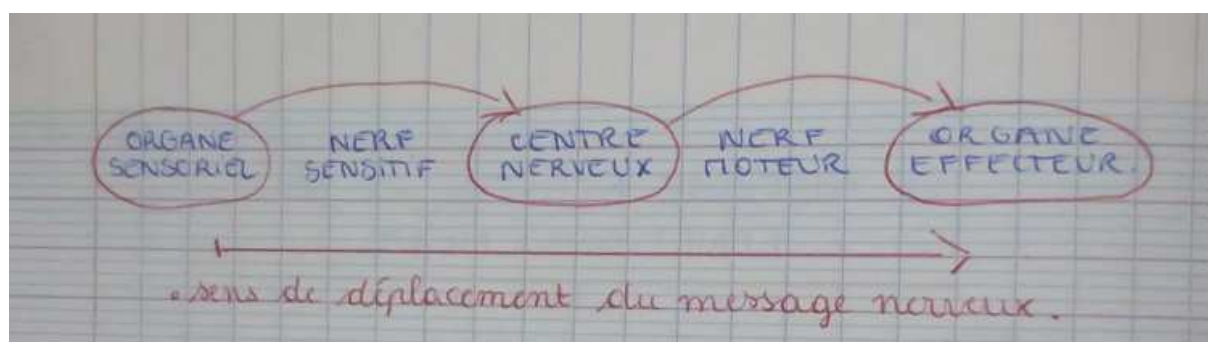 ORGANE NERF CENTRE NERF ORGANE
SENSORIEL SENSITIF NERVEUX MOTEUR EFFECTEUR
sens de déplacement du message nerveux.